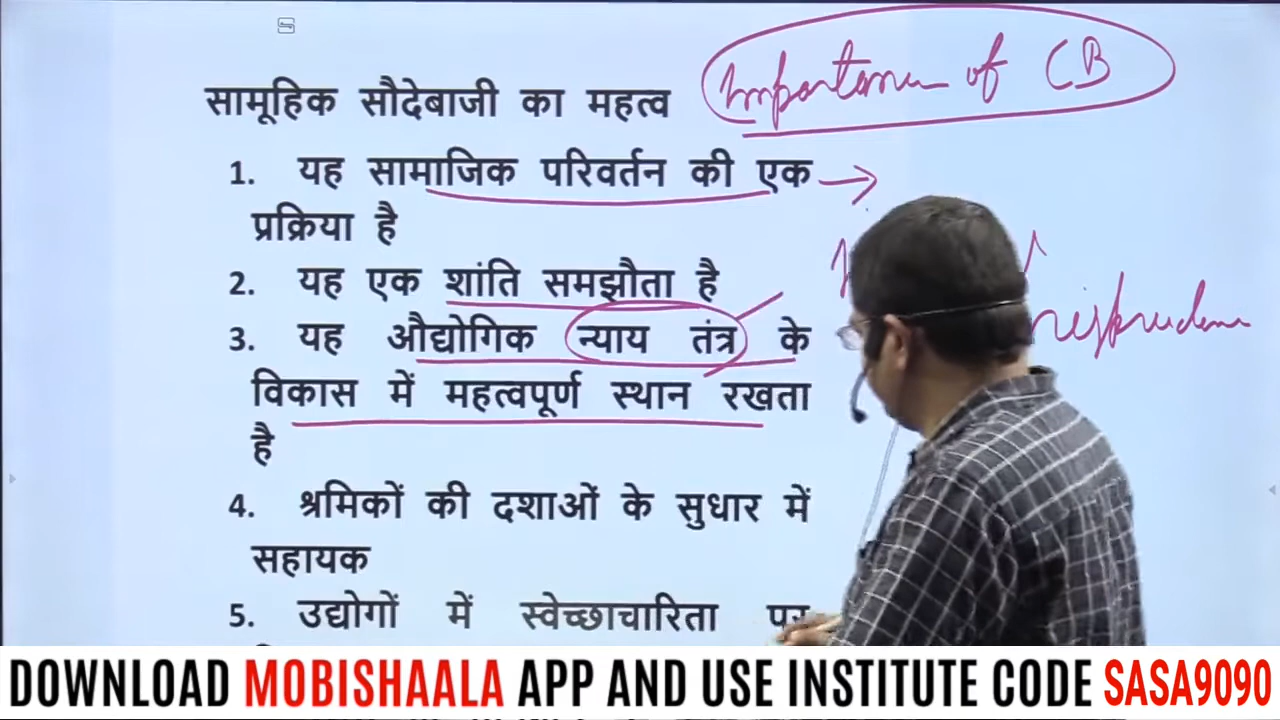 Importance of CB
सामूहिक सौदेबाजी का महत्व
1. यह सामाजिक परिवर्तन की एक
प्रक्रिया है
2. यह एक शांति समझौता है
3. यह औद्योगिक न्याय तंत्र के
विकास में महत्वपूर्ण स्थान रखता
है
4. श्रमिकों की दशाओं के सुधार में
सहायक
5. उद्योगों में स्वेच्छाचारिता पर
DOWNLOAD MOBISHAALA APP AND USE INSTITUTE CODE SASA9090